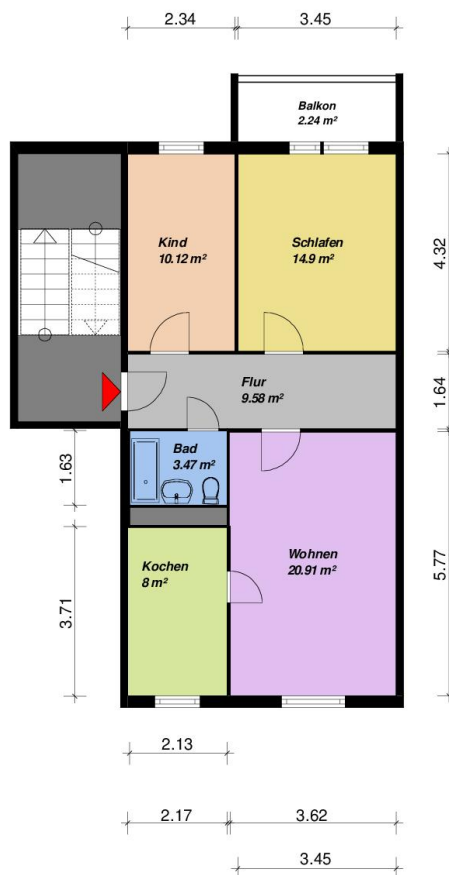 2.34
3.45
Balkon
2.24 m²
Kind
10.12 m²
Schlafen
14.9 m²
4.32
Flur
9.58 m²
1.64
Bad
3.47 m²
1.63
Kochen
8 m²
Wohnen
20.91 m²
5.77
3.71
2.13
2.17
3.62
3.45